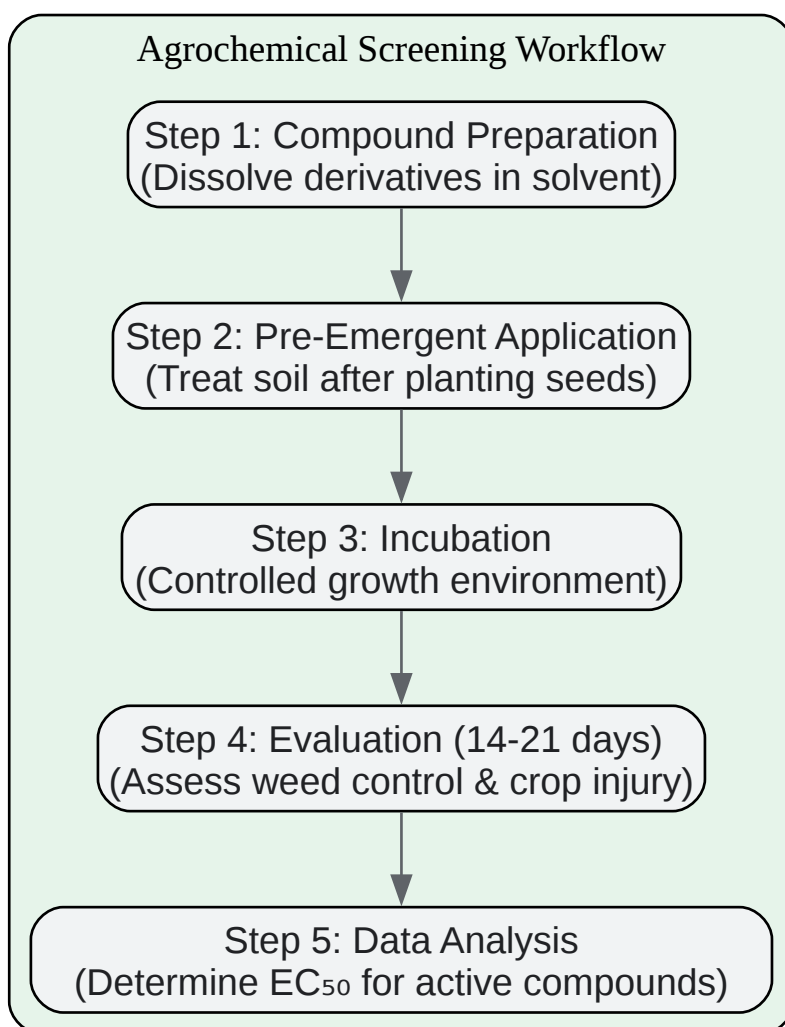 Agrochemical Screening Workflow
Step 1: Compound Preparation
(Dissolve derivatives in solvent)
Step 2: Pre-Emergent Application
(Treat soil after planting seeds)
Step 3: Incubation
(Controlled growth environment)
Step 4: Evaluation (14-21 days)
(Assess weed control & crop injury)
Step 5: Data Analysis
(Determine EC₅₀ for active compounds)